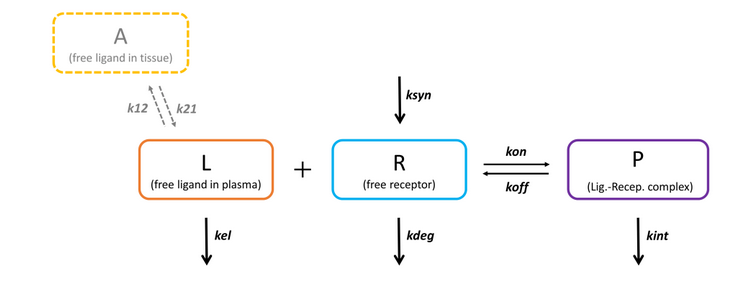 A
(free ligand in tissue)
k12
k21
ksyn
L
(free ligand in plasma)
+
R
(free receptor)
kon
koff
P
(Lig.-Recep. complex)
kel
kdeg
kint